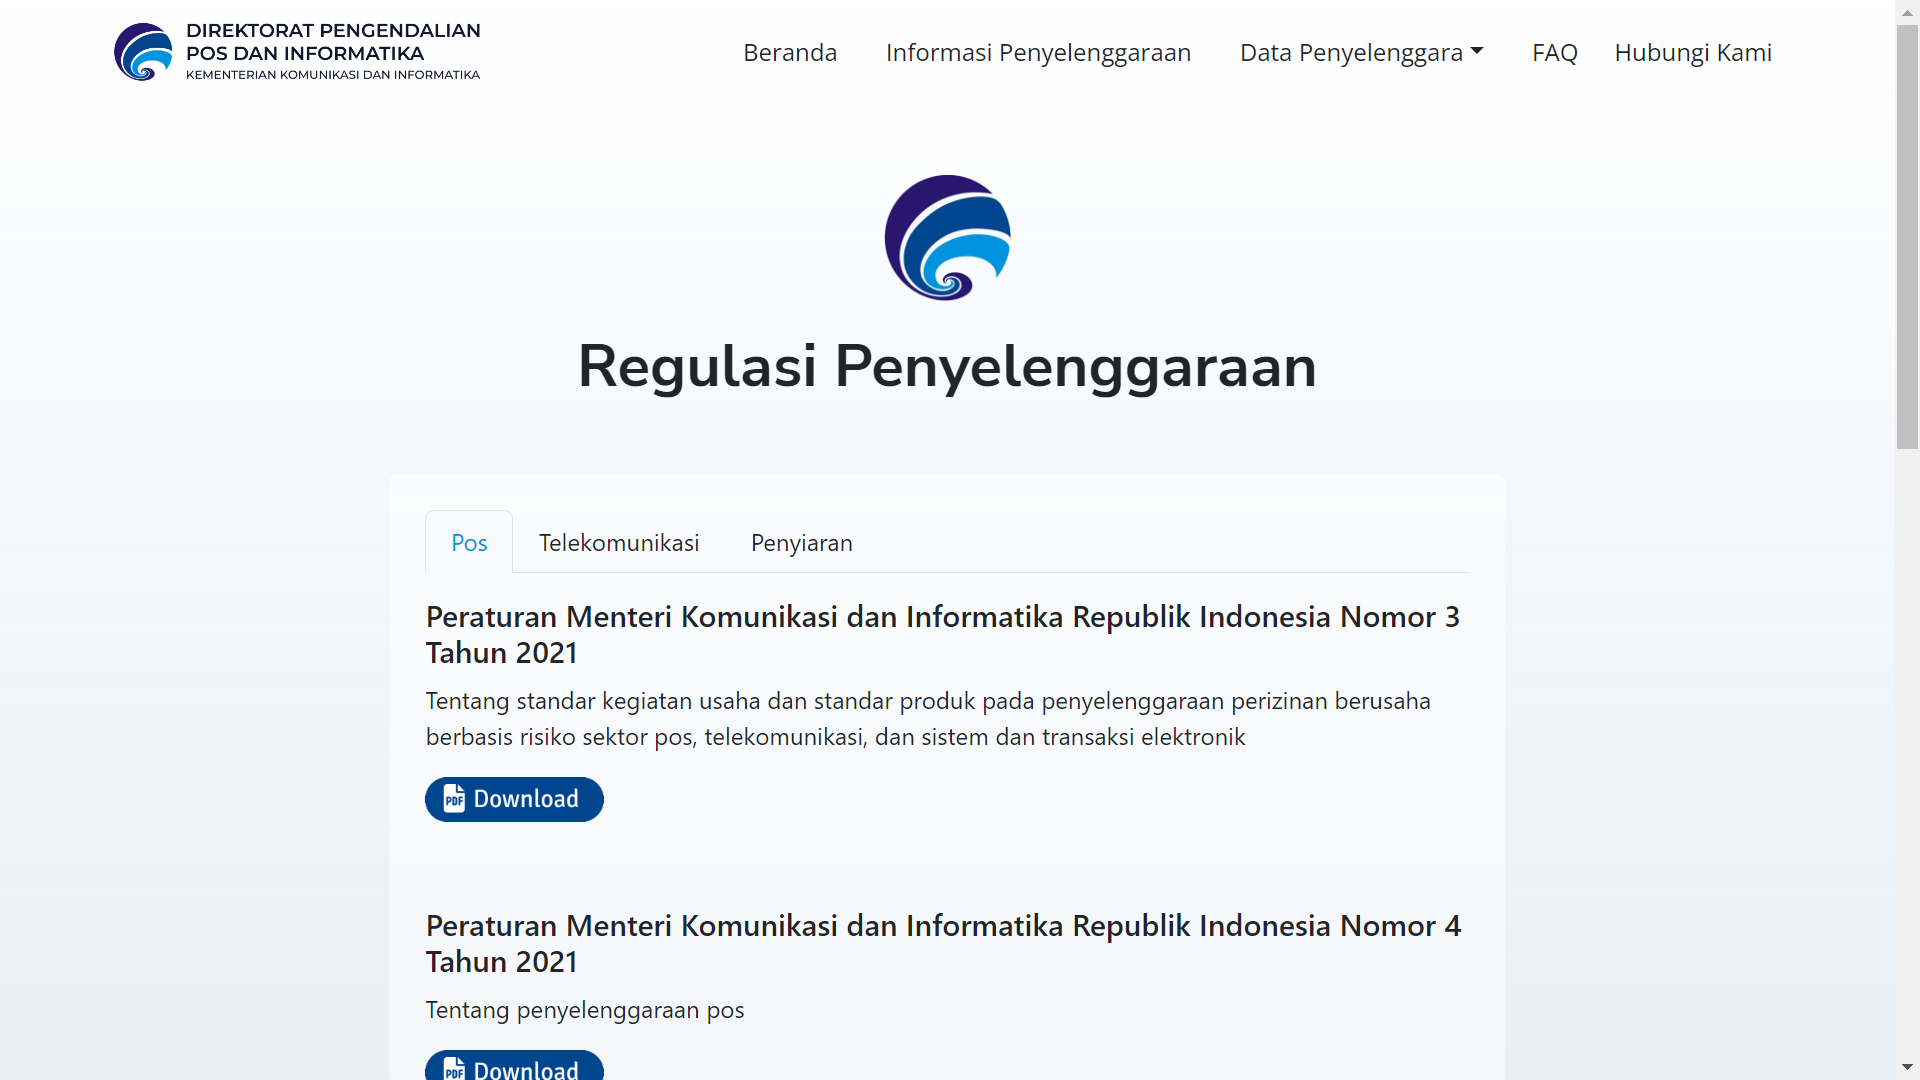 DIREKTORAT PENGENDALIAN
POS DAN INFORMATIKA
KEMENTERIAN KOMUNIKASI DAN INFORMATIKA
Beranda
Informasi Penyelenggaraan
Data Penyelenggara
FAQ
Hubungi Kami
Regulasi Penyelenggaraan
Pos
Telekomunikasi
Penyiaran
Peraturan Menteri Komunikasi dan Informatika Republik Indonesia Nomor 3
Tahun 2021
Tentang standar kegiatan usaha dan standar produk pada penyelenggaraan perizinan berusaha
berbasis risiko sektor pos, telekomunikasi, dan sistem dan transaksi elektronik
PDF Download
Peraturan Menteri Komunikasi dan Informatika Republik Indonesia Nomor 4
Tahun 2021
Tentang penyelenggaraan pos
PDF Download